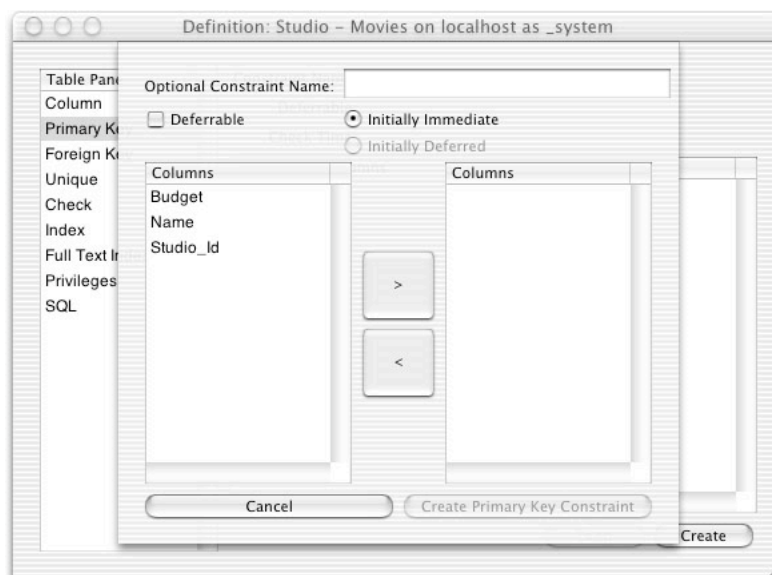 Definition: Studio – Movies on localhost as _system
Table Pane
Column
Primary Key
Foreign Key
Unique
Check
Index
Full Text In
Privileges
SQL
Optional Constraint Name:
Deferrable
Initially Immediate
Initially Deferred
Columns
Budget
Name
Studio_Id
>
<
Columns
Cancel
Create Primary Key Constraint
Create